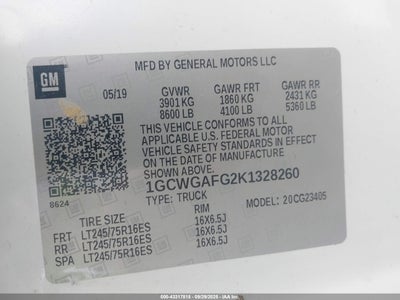 GM
MFD BY GENERAL MOTORS LLC
05/19 GVWR GAWR FRT GAWR RR
3901 KG 1860 KG 2431 KG
8600 LB 4100 LB 5360 LB
THIS VEHICLE CONFORMS TO ALL
APPLICABLE U.S. FEDERAL MOTOR
VEHICLE SAFETY STANDARDS IN EFFECT
ON THE DATE OF MANUFACTURE
SHOWN ABOVE.
1GCWGAFG2K1328260
8624 TYPE: TRUCK MODEL: 20CG23405
TIRE SIZE RIM
FRT LT245/75R16ES 16X6.5J
RR LT245/75R16ES 16X6.5J
SPA LT245/75R16ES 16X6.5J